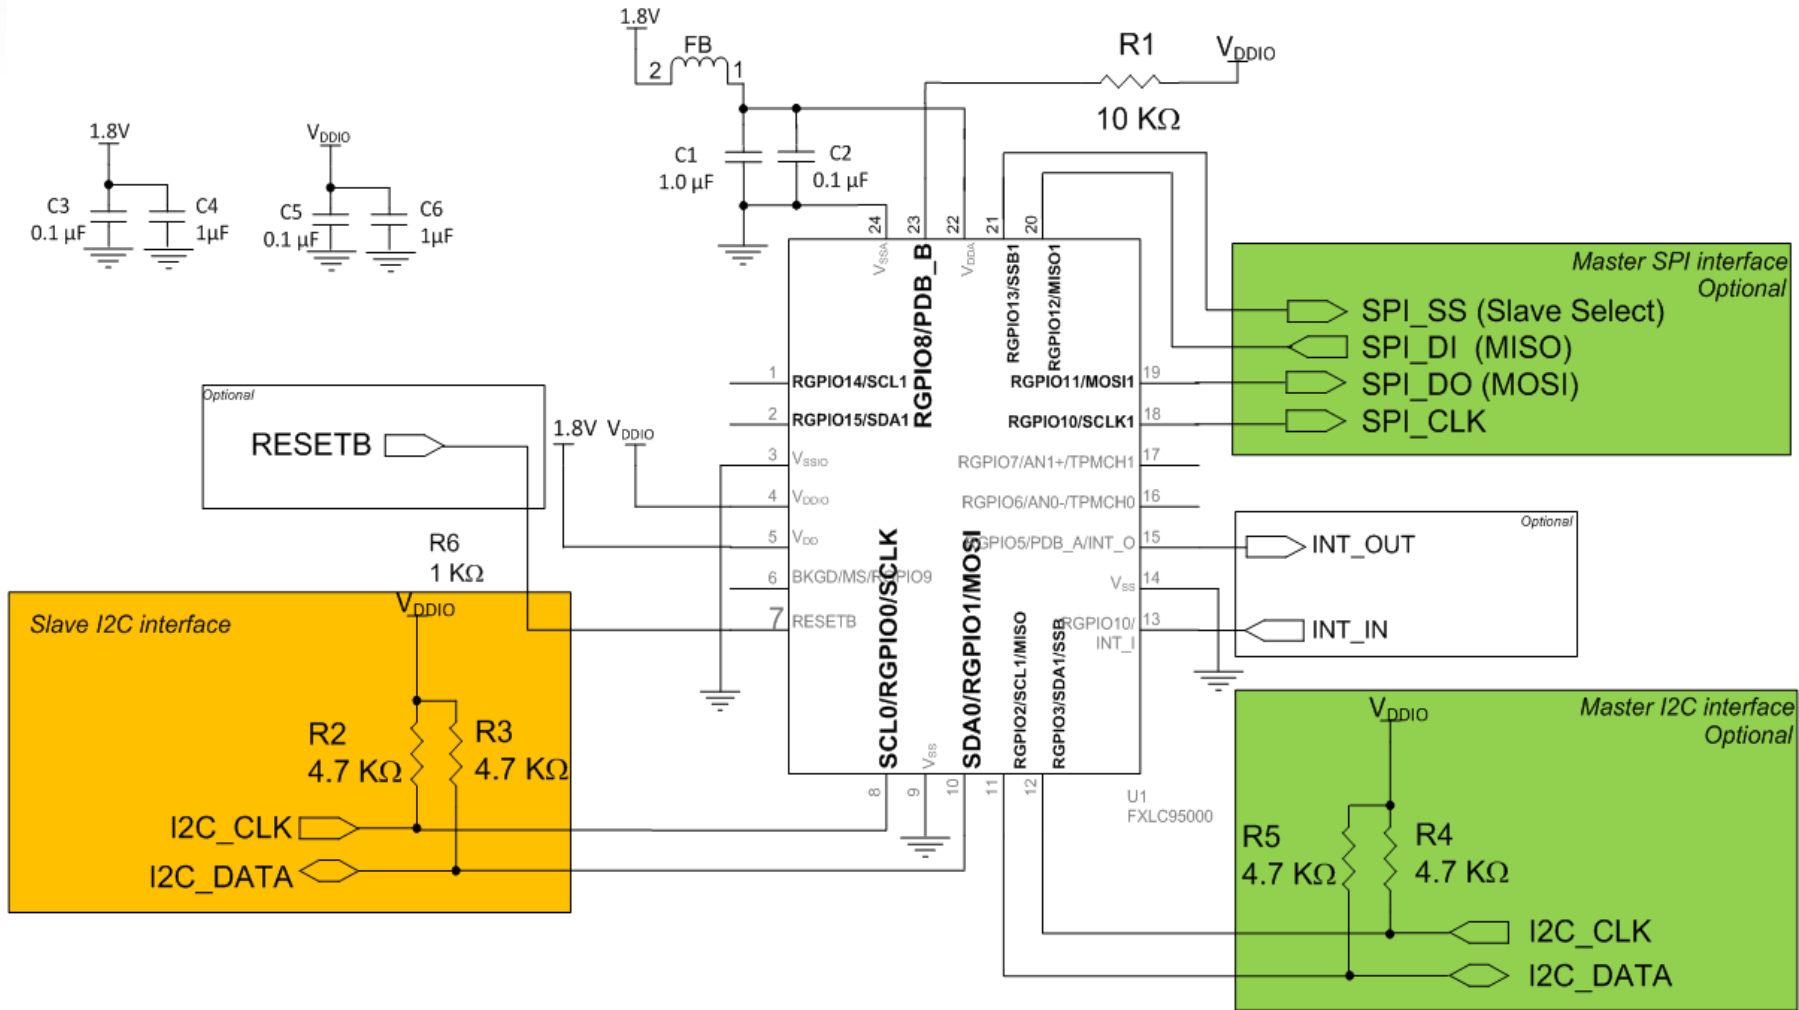 1.8V
FB
2
1
R1
VDDIO
10 KΩ
1.8V
C3
0.1 µF
C4
1µF
VDDIO
C5
0.1 µF
C6
1µF
C1
1.0 µF
C2
0.1 µF
24
23
22
21
20
VSSA
RGPIO8/PDB_B
VDDA
RGPIO13/SSB1
RGPIO12/MISO1
Master SPI interface
Optional
SPI_SS (Slave Select)
SPI_DI (MISO)
SPI_DO (MOSI)
SPI_CLK
1
RGPIO14/SCL1
2
RGPIO15/SDA1
3
VSSIO
4
VDDIO
5
VDD
6
BKGD/MS/RGPIO9
7
RESETB
RGPIO11/MOSI1
19
RGPIO10/SCLK1
18
RGPIO7/AN1+/TPMCH1
17
RGPIO6/AN0-/TPMCH0
16
RGPIO5/PDB_A/INT_O
15
VSS
14
RGPIO10/
INT_I
13
Optional
RESETB
1.8V
VDDIO
R6
1 KΩ
Optional
INT_OUT
INT_IN
Slave I2C interface
VDDIO
R2
4.7 KΩ
R3
4.7 KΩ
I2C_CLK
I2C_DATA
SCL0/RGPIO0/SCLK
VSS
SDA0/RGPIO1/MOSI
RGPIO2/SCL1/MISO
RGPIO3/SDA1/SSB
8
9
10
11
12
U1
FXLC95000
Master I2C interface
Optional
VDDIO
R5
4.7 KΩ
R4
4.7 KΩ
I2C_CLK
I2C_DATA